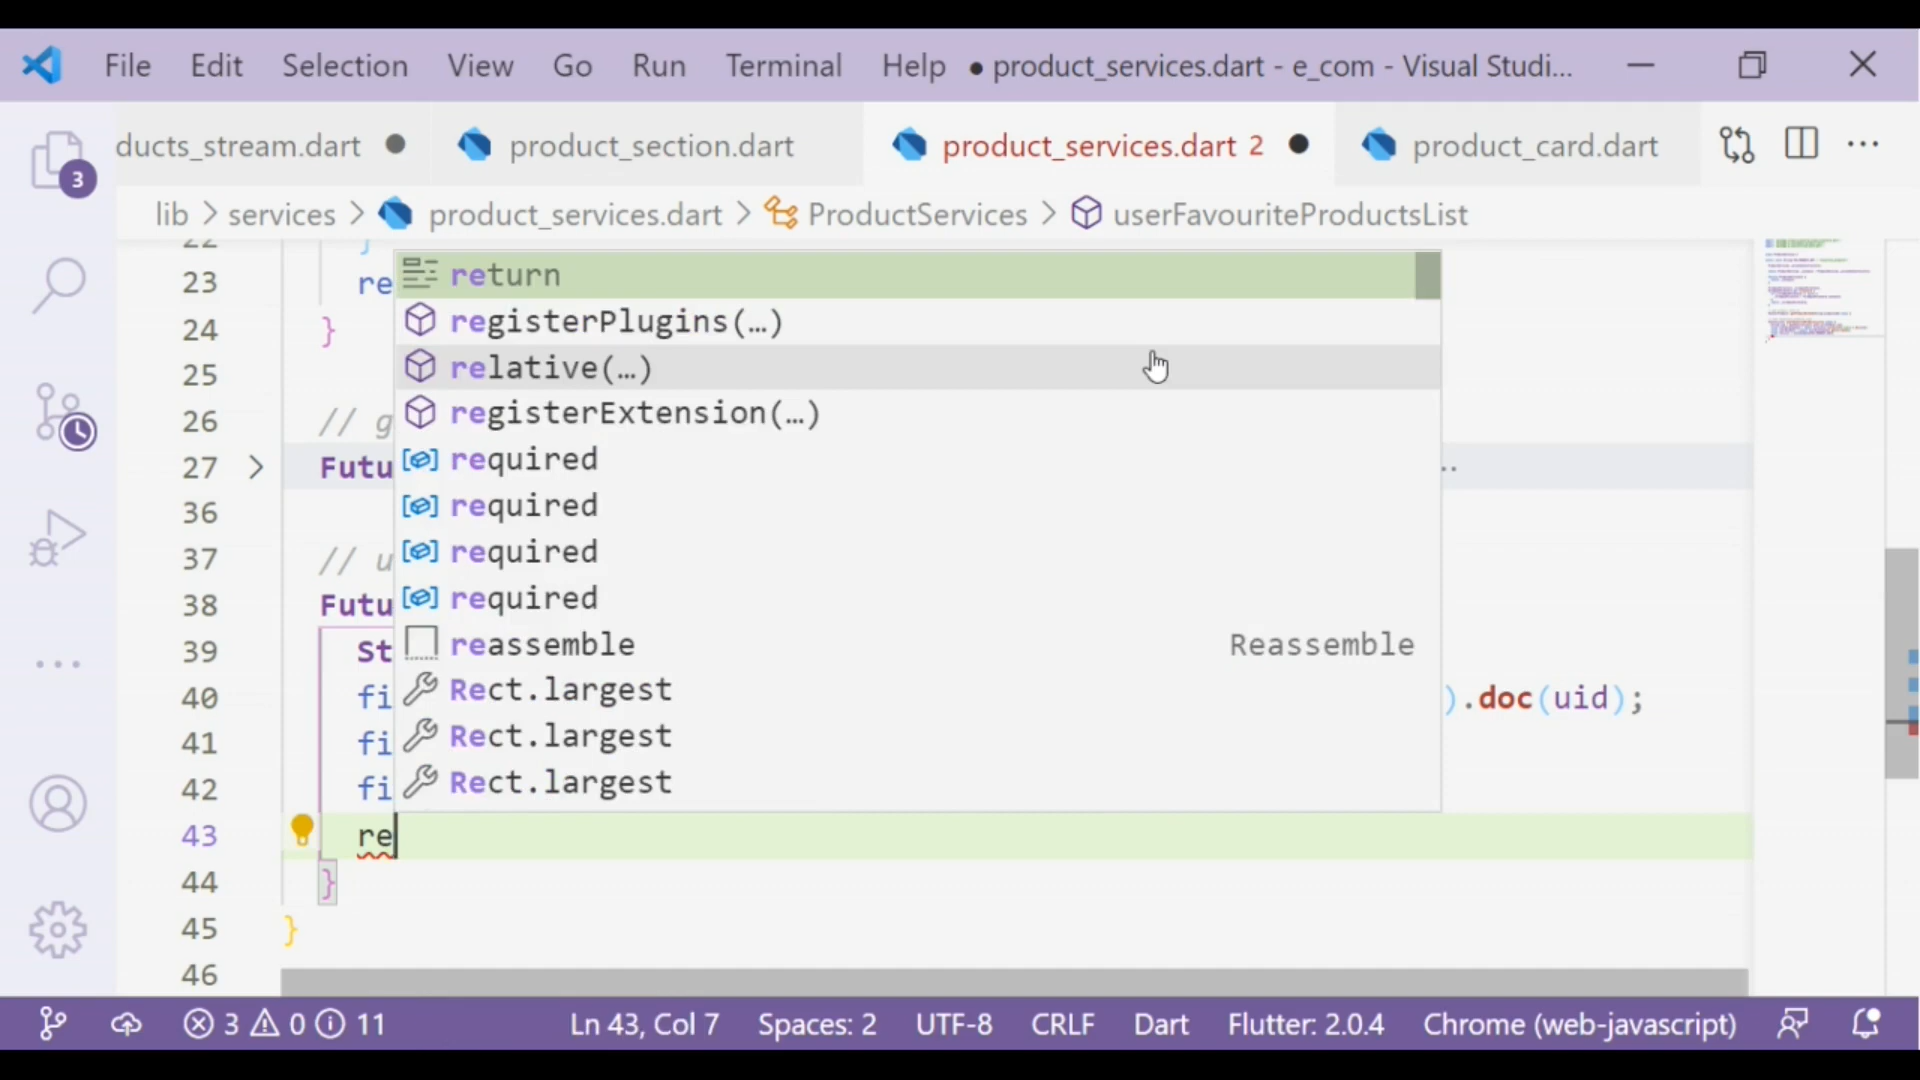 File Edit Selection View Go Run Terminal Help ● product_services.dart - e_com - Visual Studi...
ducts_stream.dart product_section.dart product_services.dart 2 product_card.dart ...
lib > services > product_services.dart > ProductServices > userFavouriteProductsList
3
22 }
23 re
return
24 }
registerPlugins(…)
25
relative(…)
26 // g
registerExtension(…)
27 > Futu ..
required
36
required
37 // u
required
38 Futu
required
39 St
reassemble Reassemble
40 fi ).doc(uid);
Rect.largest
41 fi
Rect.largest
42 fi
Rect.largest
43 re
44 }
45 }
46
3 0 11 Ln 43, Col 7 Spaces: 2 UTF-8 CRLF Dart Flutter: 2.0.4 Chrome (web-javascript)